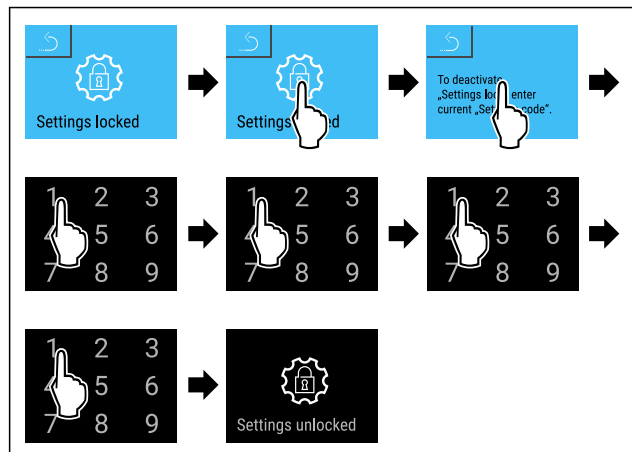 Settings locked
Settings
To deactivate
„Settings enter
current code“.
1 2 3
5 6
7 8 9
1 2 3
5 6
7 8 9
1 2 3
5 6
7 8 9
1 2 3
5 6
7 8 9
Settings unlocked